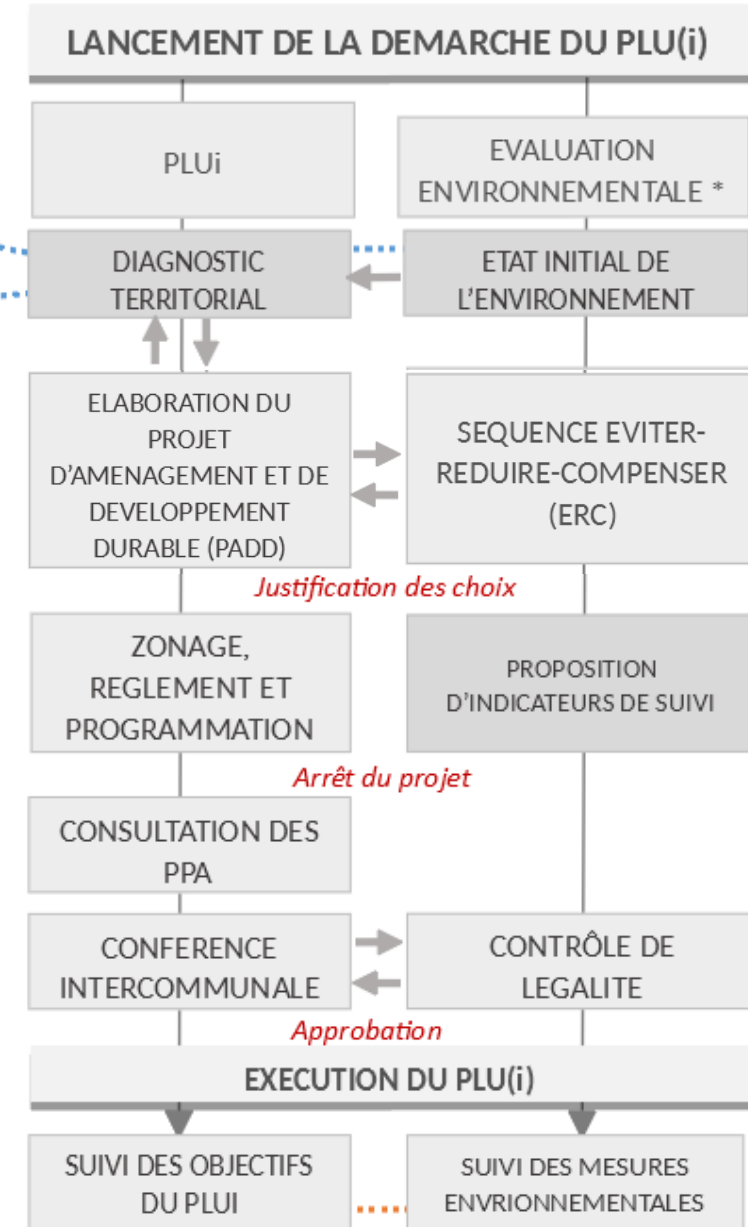 LANCEMENT DE LA DEMARCHE DU PLU(i)
PLUi
EVALUATION
ENVIRONNEMENTALE *
DIAGNOSTIC
TERRITORIAL
ETAT INITIAL DE
L'ENVIRONNEMENT
ELABORATION DU
PROJET
D'AMENAGEMENT ET DE
DEVELOPPEMENT
DURABLE (PADD)
SEQUENCE EVITER-
REDUIRE-COMPENSER
(ERC)
Justification des choix
ZONAGE,
REGLEMENT ET
PROGRAMMATION
PROPOSITION
D'INDICATEURS DE SUIVI
Arrêt du projet
CONSULTATION DES
PPA
CONFERENCE
INTERCOMMUNALE
CONTRÔLE DE
LEGALITE
Approbation
EXECUTION DU PLU(i)
SUIVI DES OBJECTIFS
DU PLUI
SUIVI DES MESURES
ENVRIONNEMENTALES